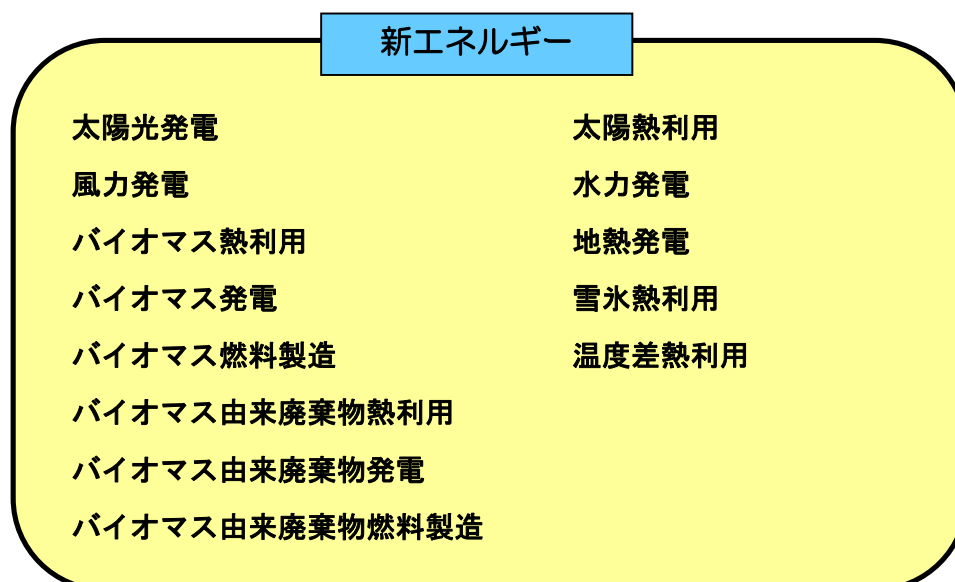 新エネルギー
太陽光発電
風力発電
バイオマス熱利用
バイオマス発電
バイオマス燃料製造
バイオマス由来廃棄物熱利用
バイオマス由来廃棄物発電
バイオマス由来廃棄物燃料製造
太陽熱利用
水力発電
地熱発電
雪氷熱利用
温度差熱利用